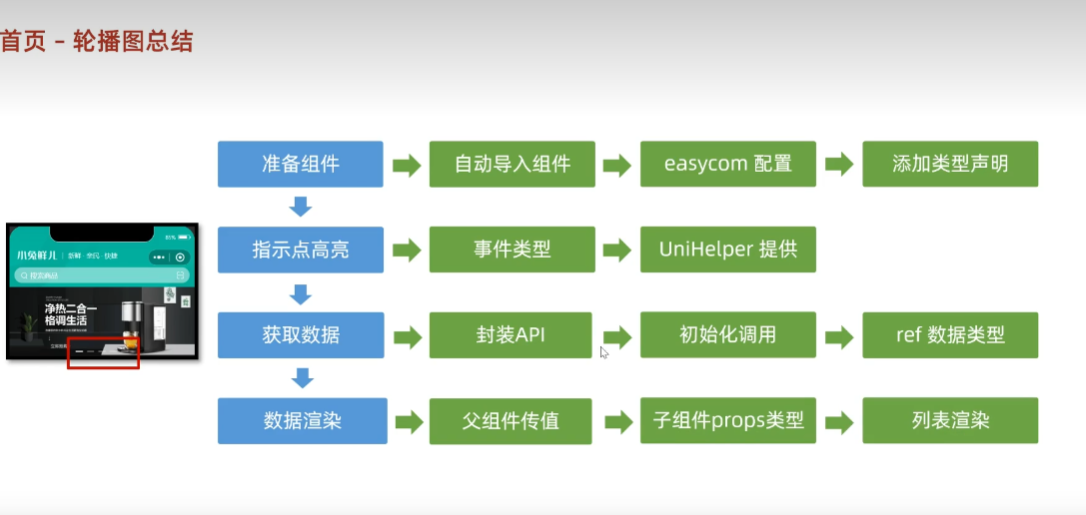 首页 - 轮播图总结
准备组件
自动导入组件
easycom 配置
添加类型声明
指示点高亮
事件类型
UniHelper 提供
小兔鲜儿
新鲜 亲民 快捷
搜索商品
净热二合一
格调生活
获取数据
封装API
初始化调用
ref 数据类型
数据渲染
父组件传值
子组件props类型
列表渲染